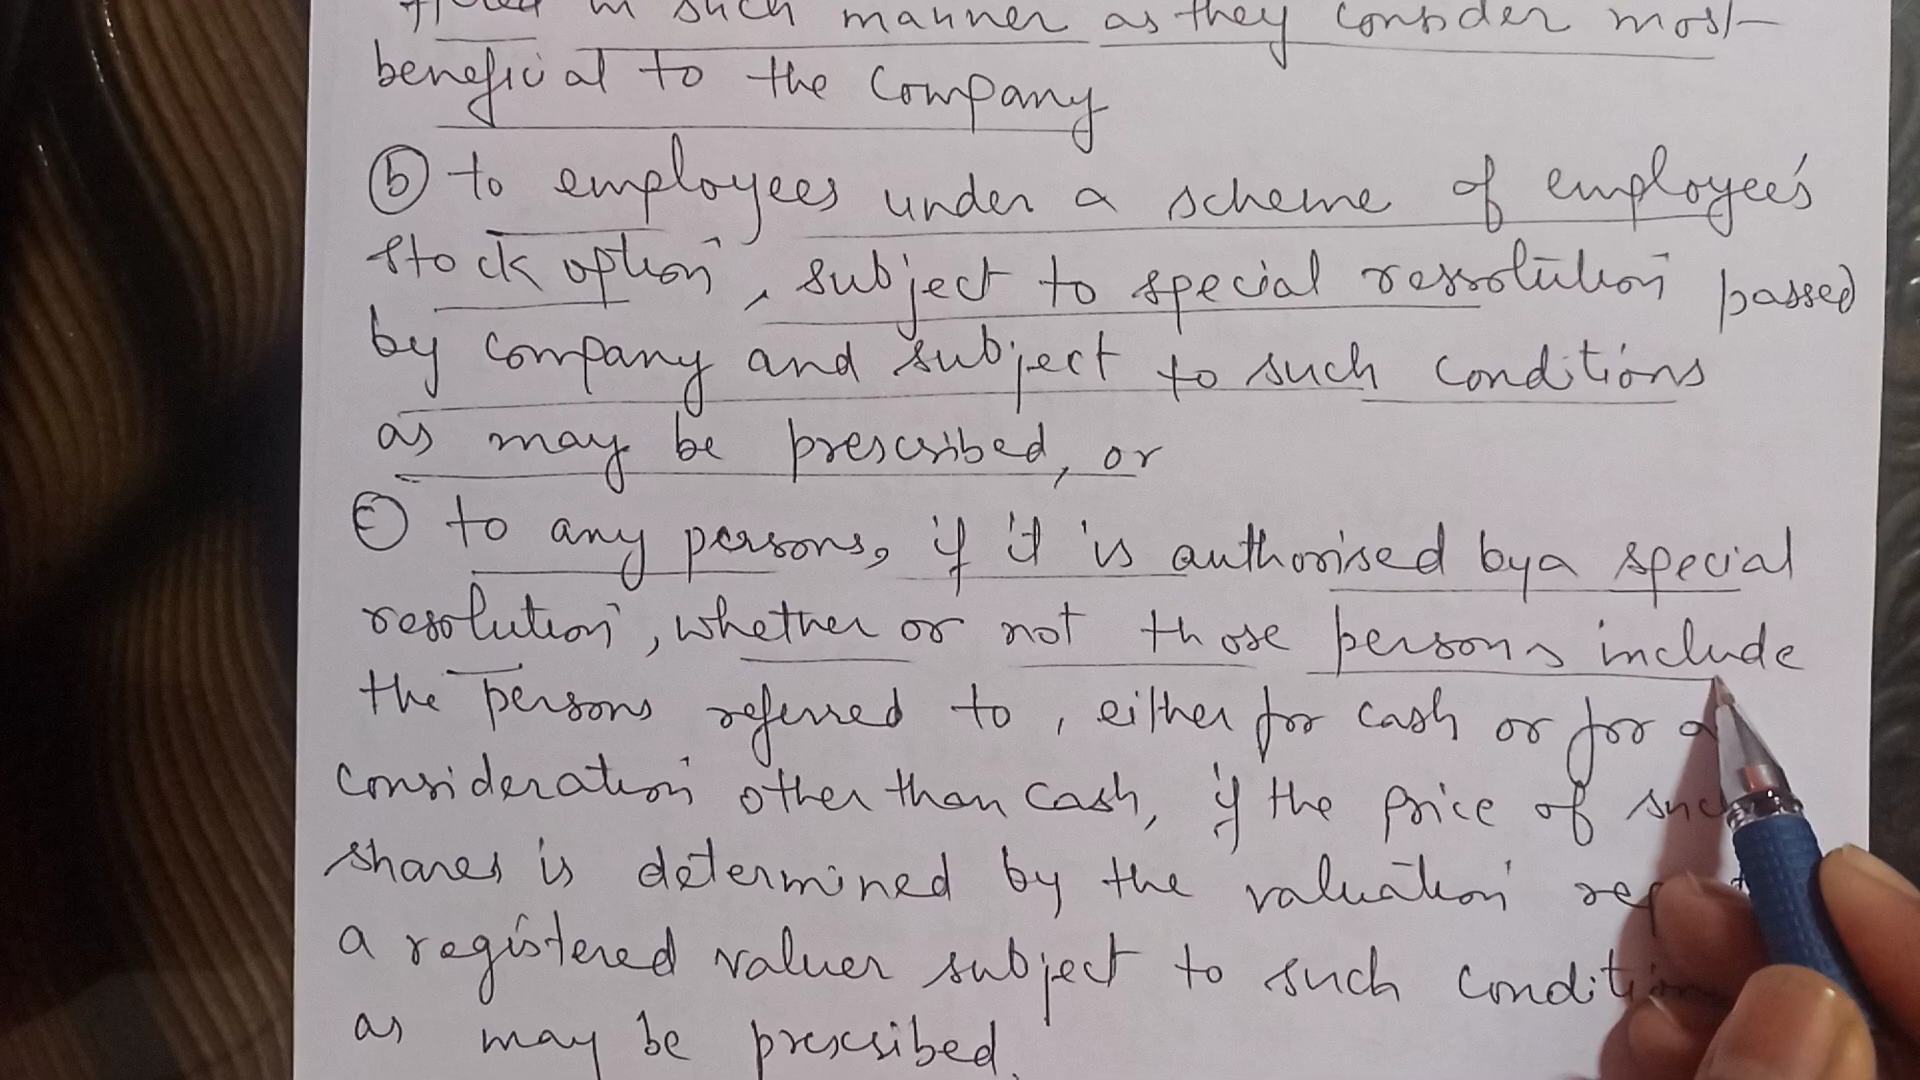 in such manner as they consider most
beneficial to the company
(b) to employees under a scheme of employee's
stock option, subject to special resolution passed
by company and subject to such conditions
as may be prescribed, or
(c) to any persons, if it is authorised by a special
resolution, whether or not those persons include
the persons referred to, either for cash or for a
consideration other than cash, if the price of such
shares is determined by the valuation rep
a registered valuer subject to such condition
as may be prescribed.